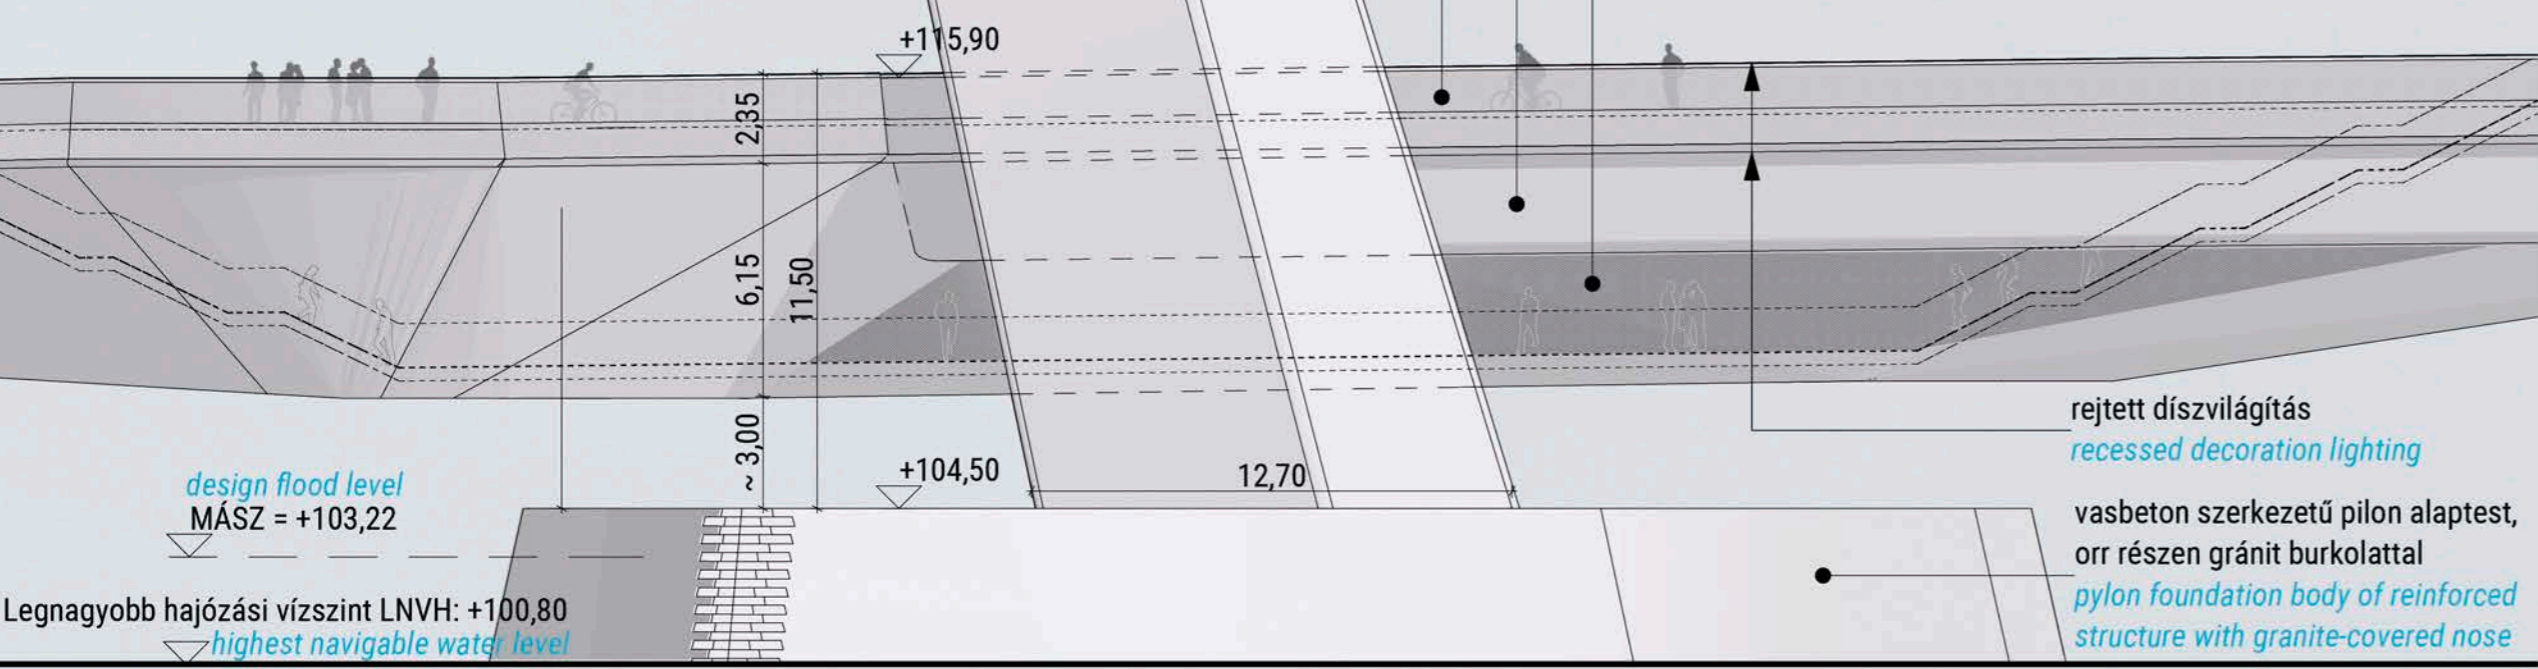 +115,90
2,35
6,15
11,50
~ 3,00
+104,50
12,70
design flood level
MÁSZ = +103,22
Legnagyobb hajózási vízszint LNVH: +100,80
highest navigable water level
rejtett díszvilágítás
recessed decoration lighting
vasbeton szerkezetű pilon alaptest,
orr részen gránit burkolattal
pylon foundation body of reinforced
structure with granite-covered nose